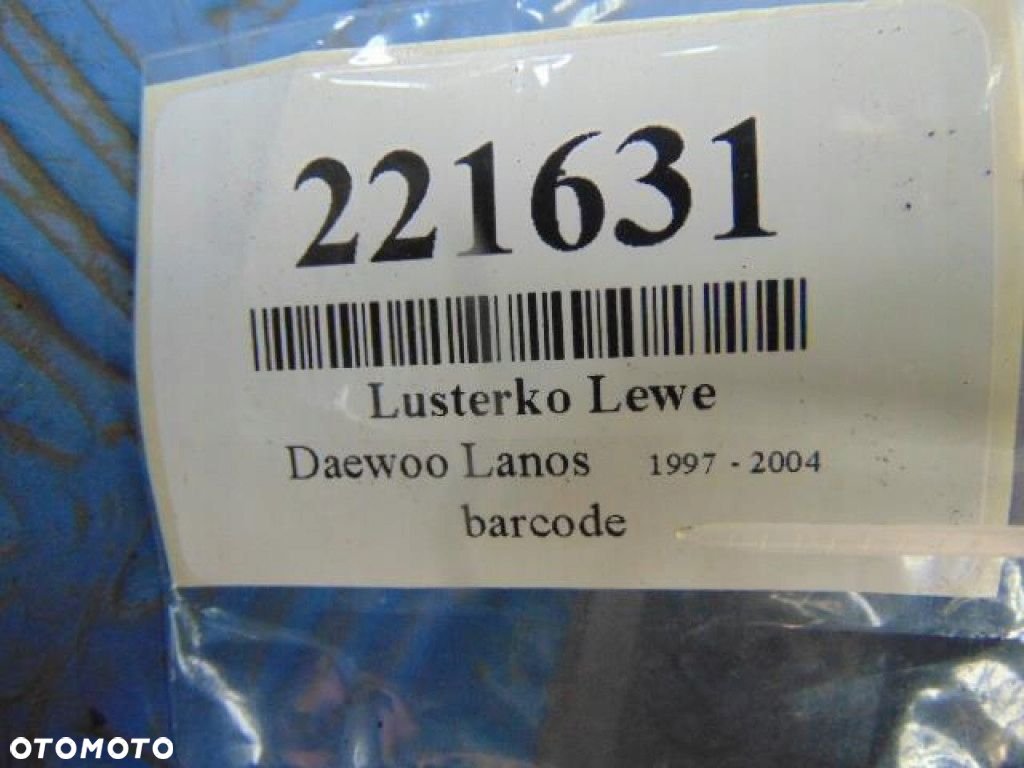 221631
Lusterko Lewe
Daewoo Lanos 1997 - 2004
barcode
OTOMOTO